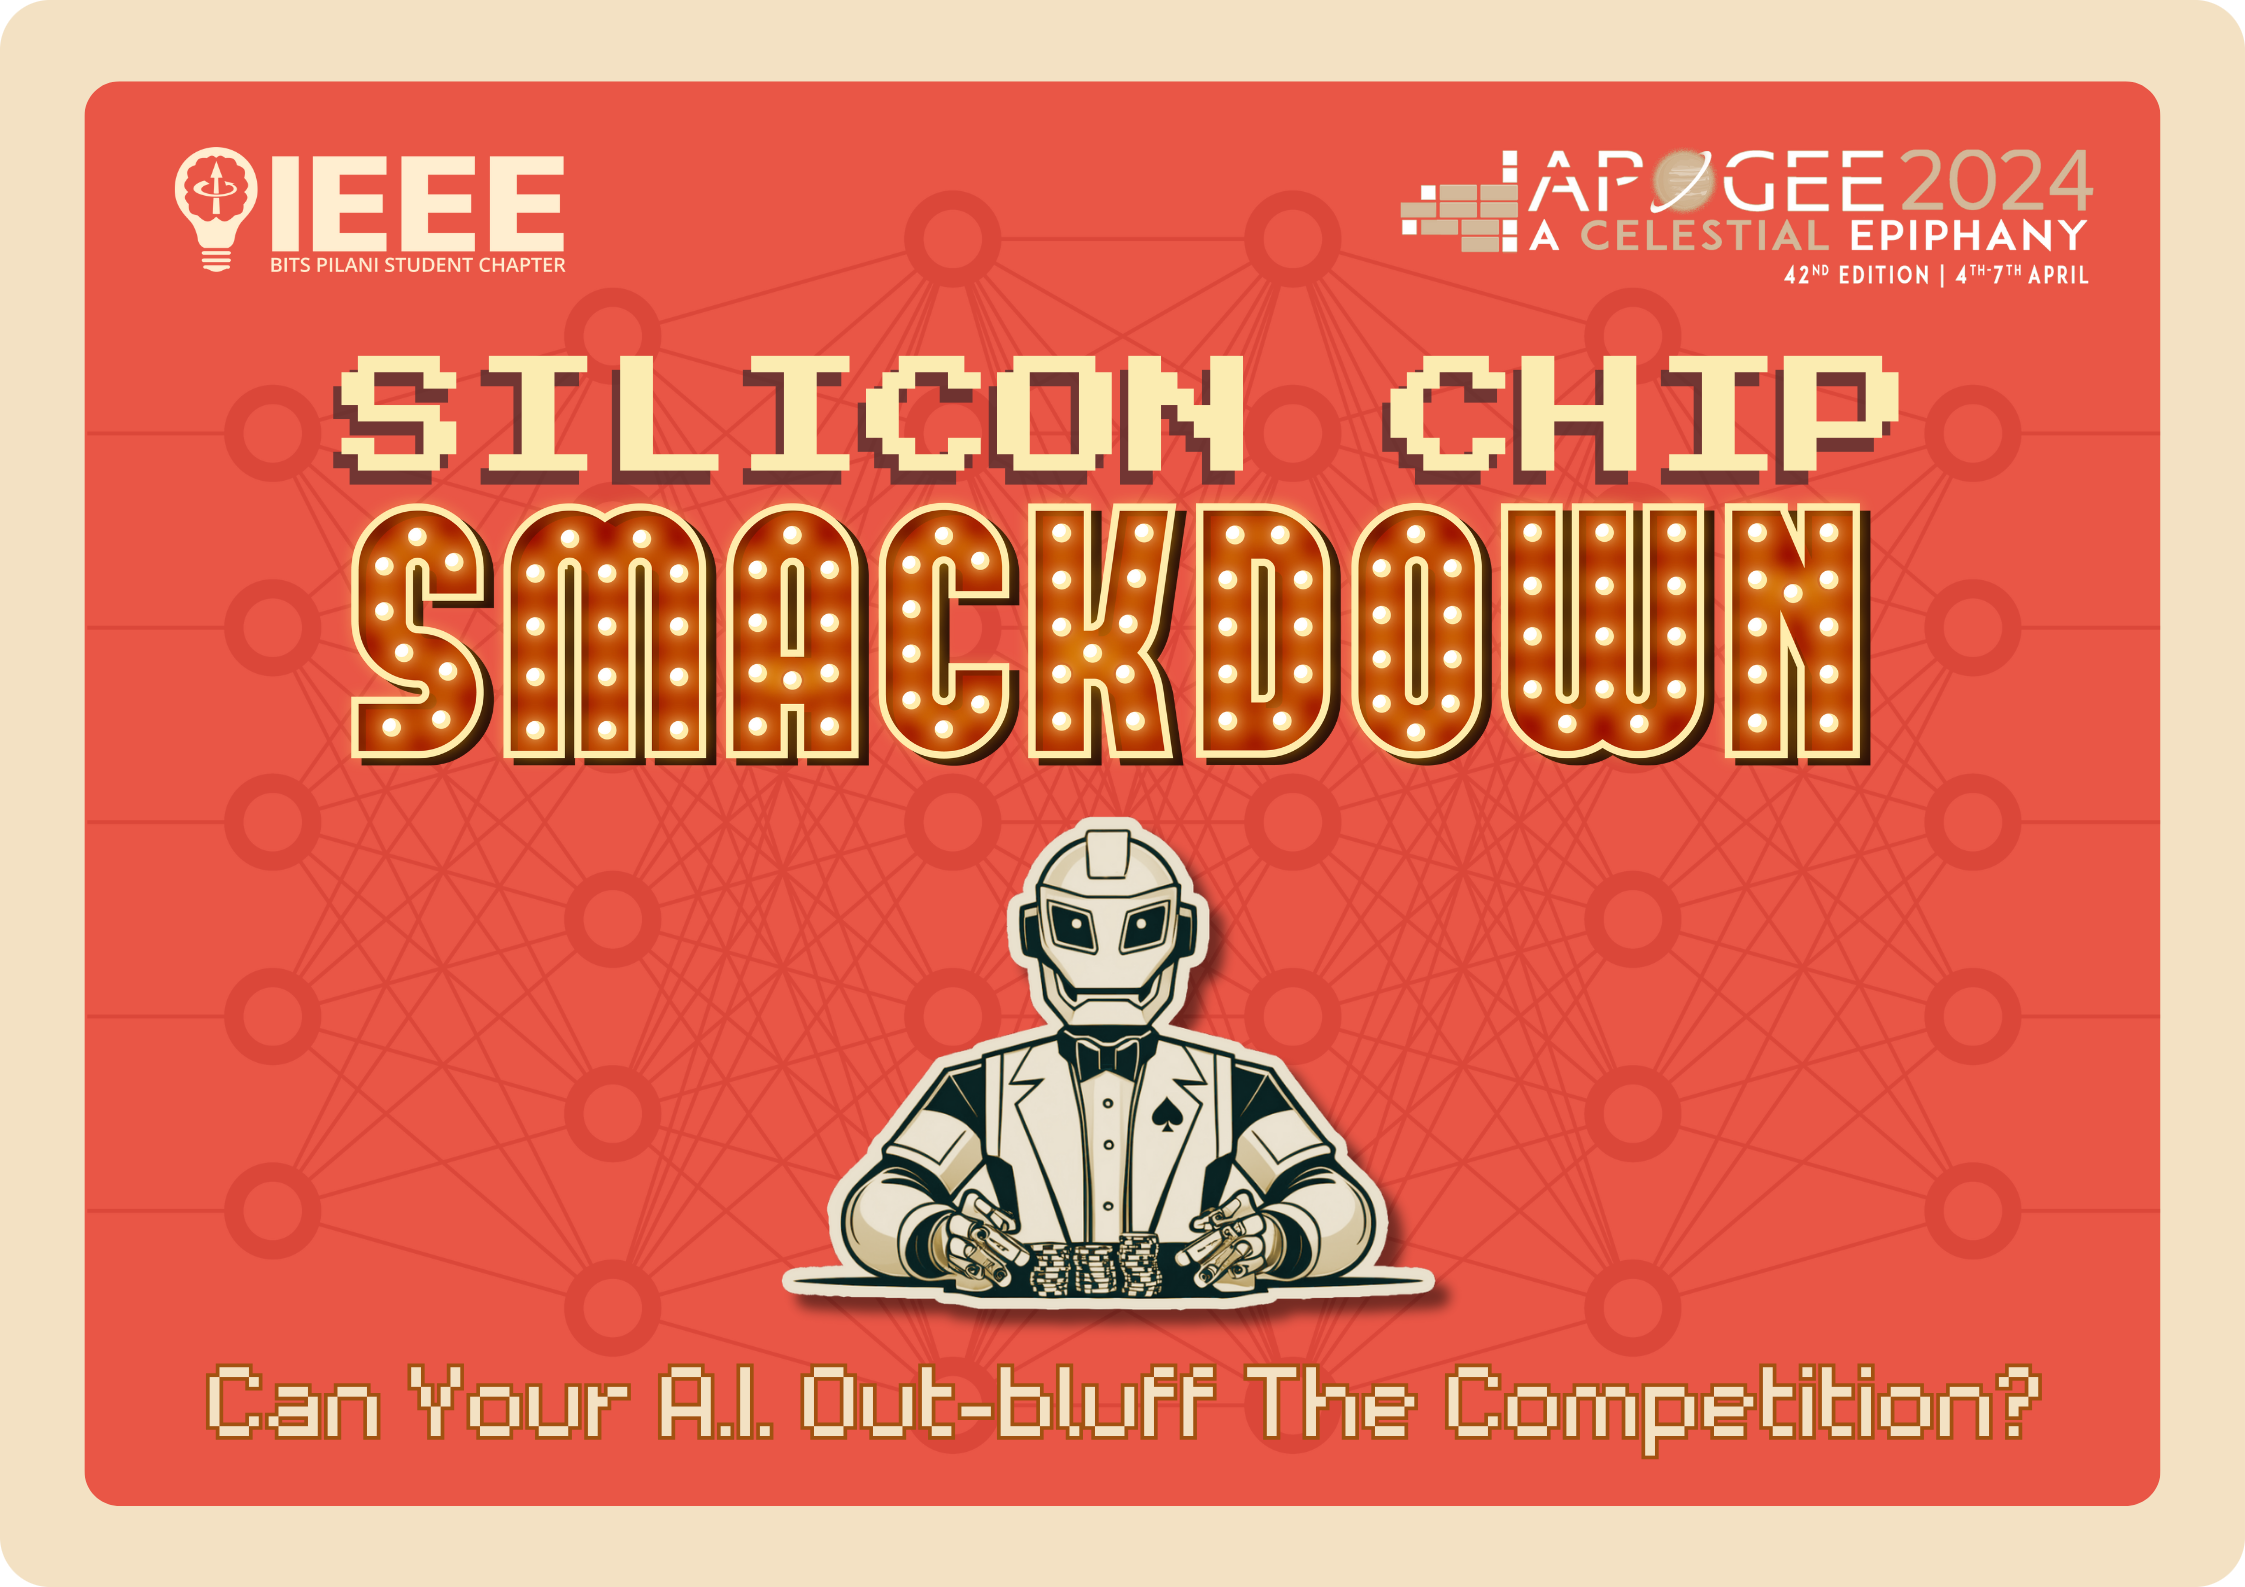 IEEE
BITS PILANI STUDENT CHAPTER
APOGEE 2024
A CELESTIAL EPIPHANY
42ND EDITION | 4TH-7TH APRIL
SILICON CHIP
SMACKDOWN
Can Your A.I. Out-bluff The Competition?